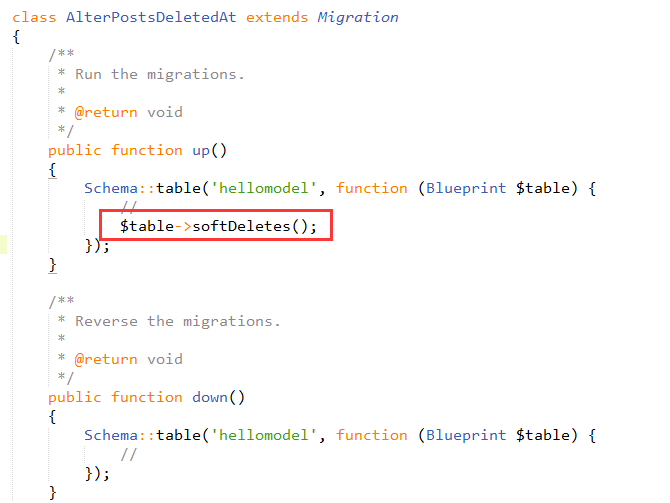 class AlterPostsDeletedAt extends Migration
{
    /**
     * Run the migrations.
     *
     * @return void
     */
    public function up()
    {
        Schema::table('hellomodel', function (Blueprint $table) {
            //
            $table->softDeletes();
        });
    }

    /**
     * Reverse the migrations.
     *
     * @return void
     */
    public function down()
    {
        Schema::table('hellomodel', function (Blueprint $table) {
            //
        });
    }